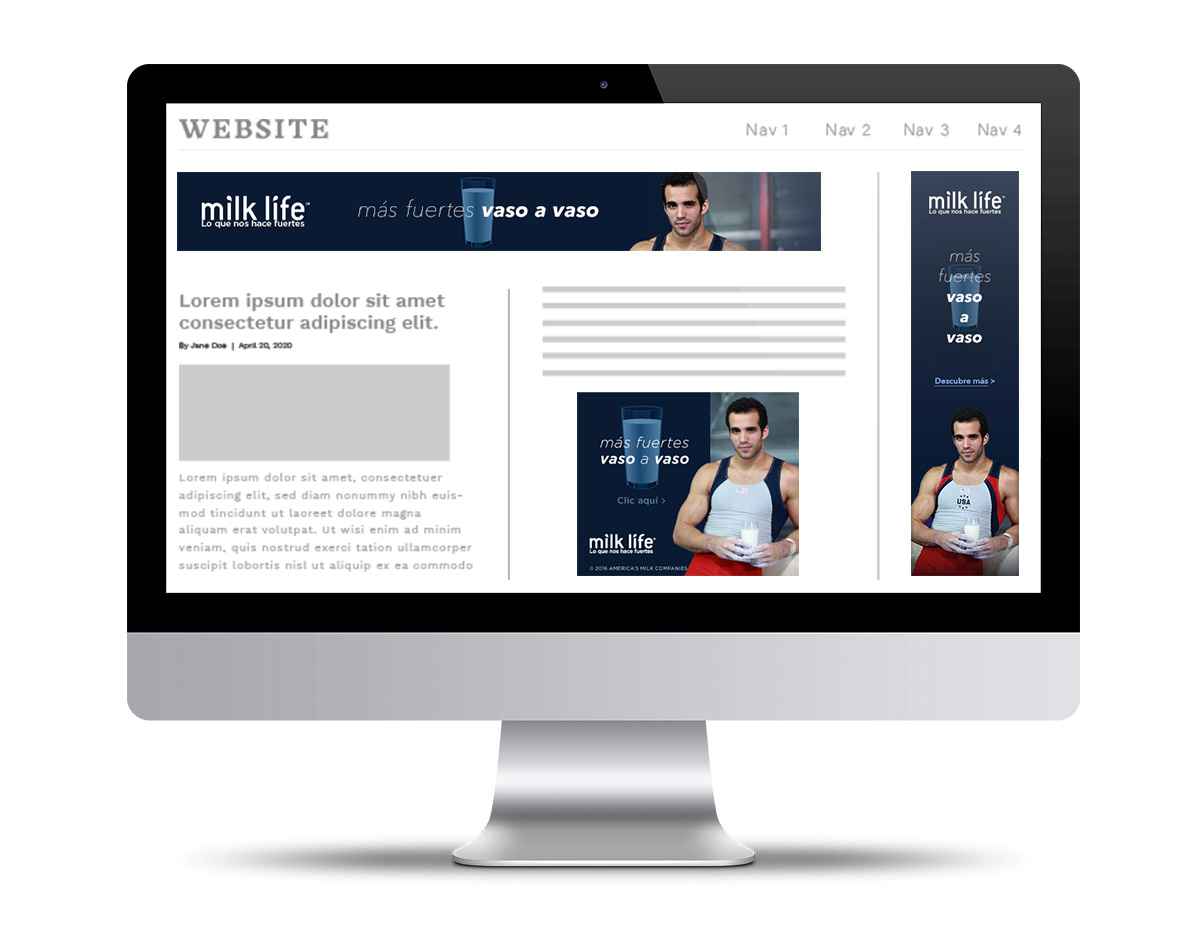 WEBSITE
Nav 1 Nav 2 Nav 3 Nav 4
milk life™
Lo que nos hace fuertes
más fuertes vaso a vaso
Lorem ipsum dolor sit amet
consectetur adipiscing elit.
By Jane Doe | April 20, 2020
Lorem ipsum dolor sit amet, consectetuer
adipiscing elit, sed diam nonummy nibh euis-
mod tincidunt ut laoreet dolore magna
aliquam erat volutpat. Ut wisi enim ad minim
veniam, quis nostrud exerci tation ullamcorper
suscipit lobortis nisl ut aliquip ex ea commodo
más fuertes
vaso a vaso
Clic aquí >
milk life™
Lo que nos hace fuertes
© 2016 AMERICA'S MILK COMPANIES
milk life™
Lo que nos hace fuertes
más
fuertes
vaso
a
vaso
Descubre más >
USA